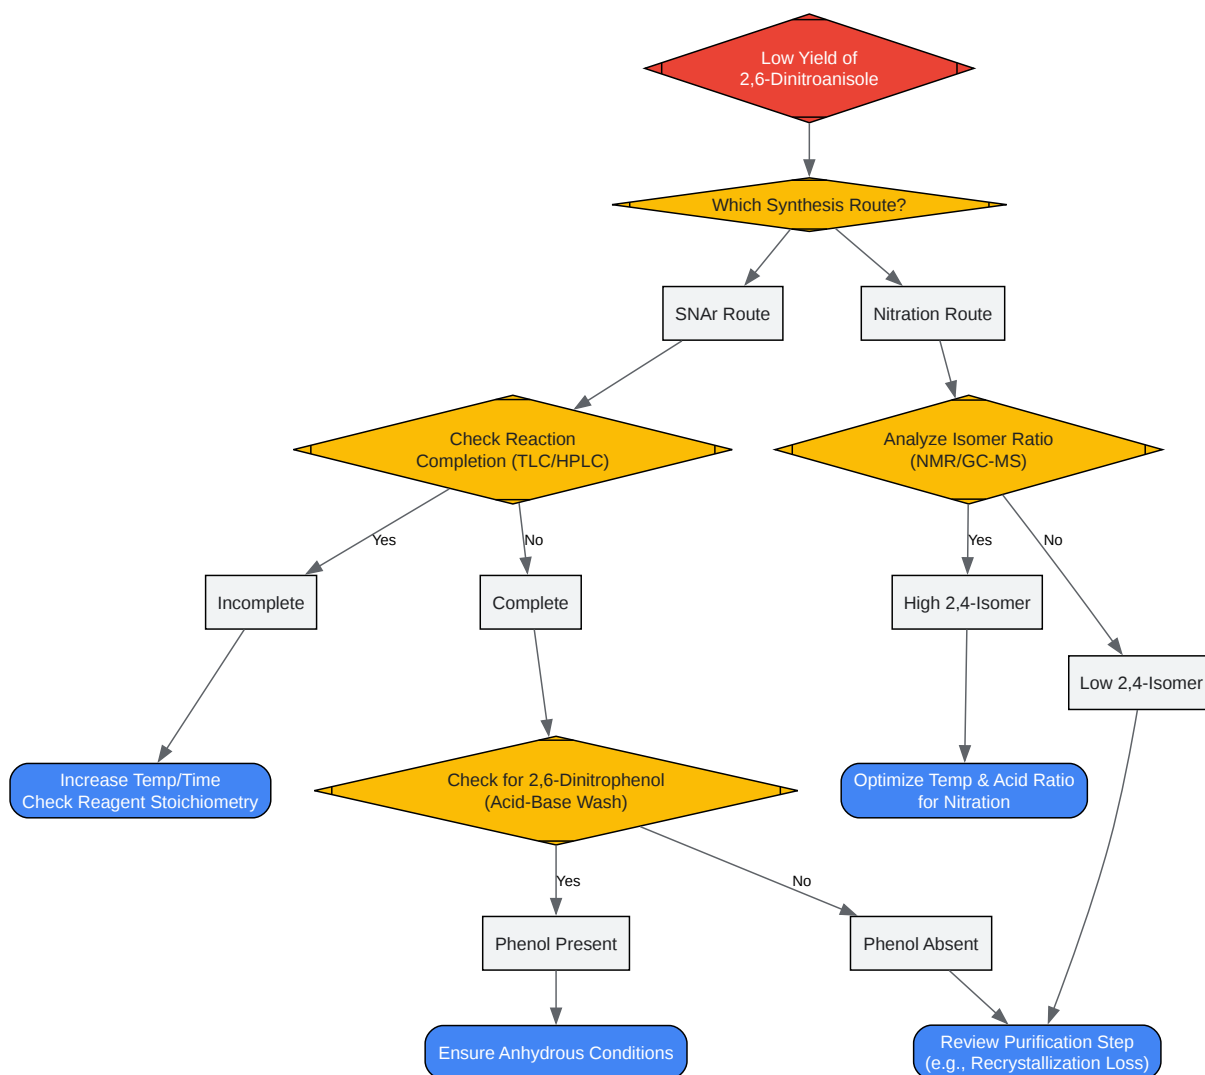 Low Yield of
2,6-Dinitroanisole
Which Synthesis Route?
SNAr Route
Nitration Route
Check Reaction
Completion (TLC/HPLC)
Analyze Isomer Ratio
(NMR/GC-MS)
Yes
No
Yes
No
Incomplete
Complete
High 2,4-Isomer
Low 2,4-Isomer
Increase Temp/Time
Check Reagent Stoichiometry
Check for 2,6-Dinitrophenol
(Acid-Base Wash)
Optimize Temp & Acid Ratio
for Nitration
Yes
No
Phenol Present
Phenol Absent
Ensure Anhydrous Conditions
Review Purification Step
(e.g., Recrystallization Loss)